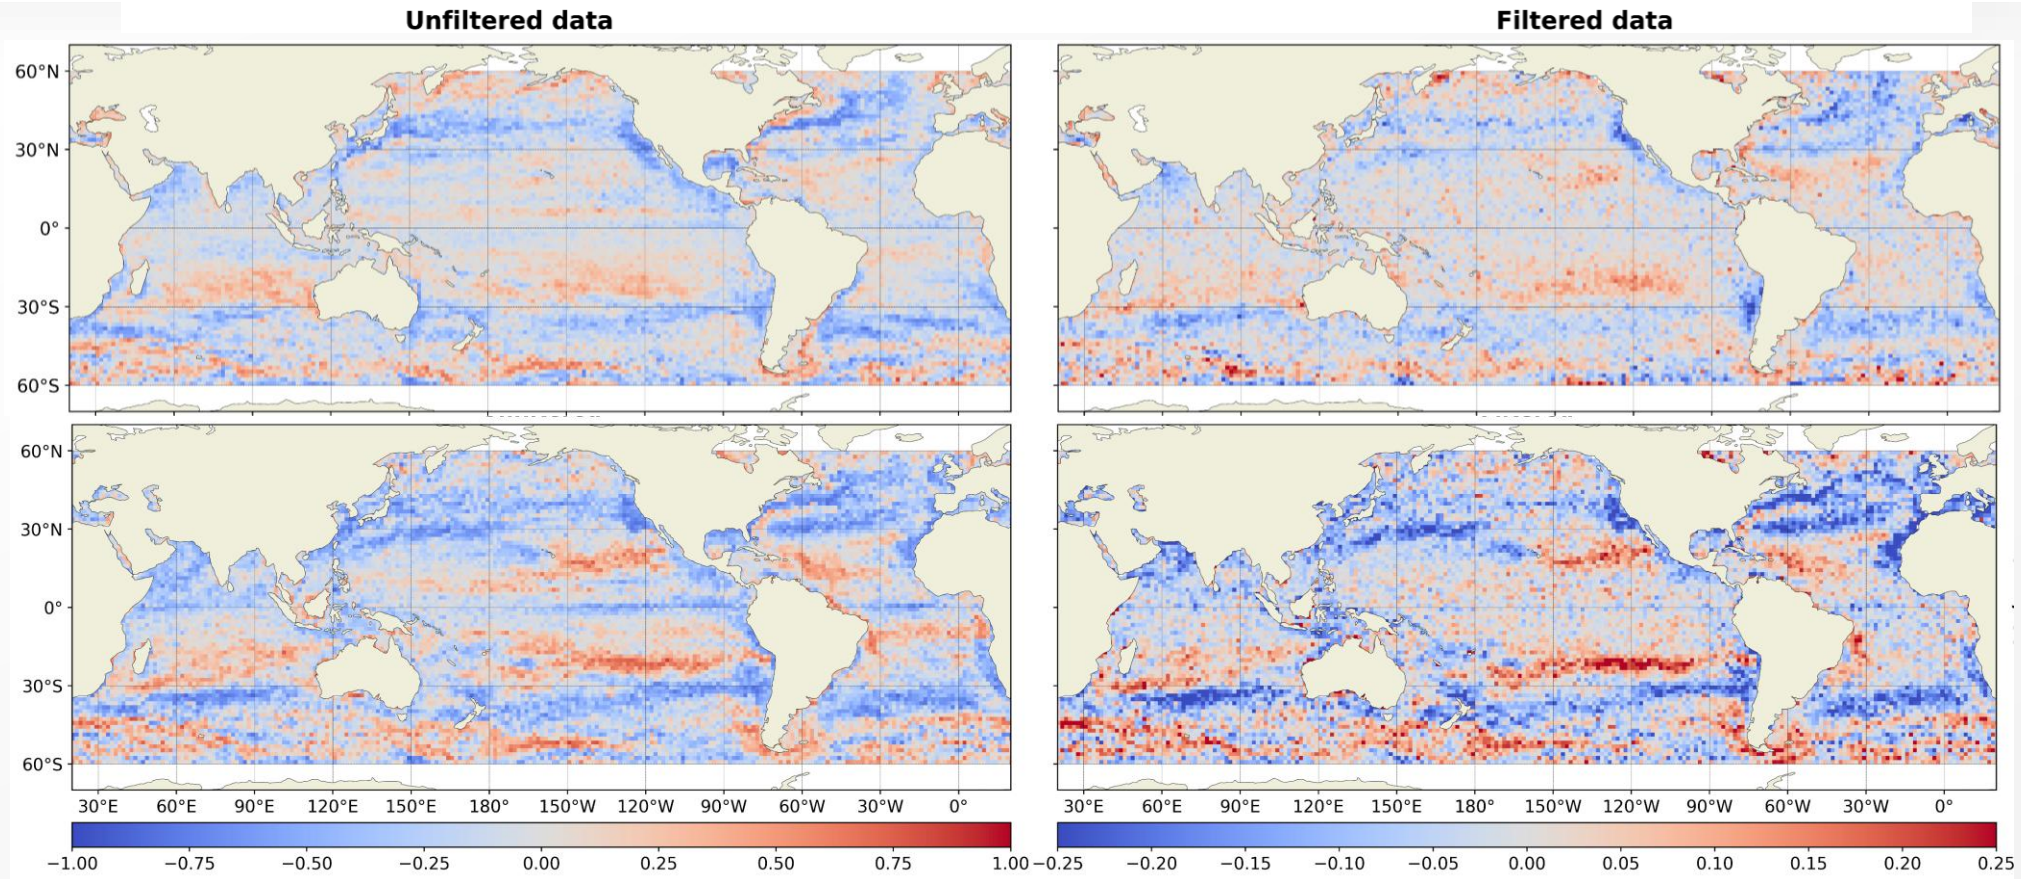 Unfiltered data
Filtered data
60°N
30°N
0°
30°S
60°S
60°N
30°N
0°
30°S
60°S
30°E 60°E 90°E 120°E 150°E 180° 150°W 120°W 90°W 60°W 30°W 0°
30°E 60°E 90°E 120°E 150°E 180° 150°W 120°W 90°W 60°W 30°W 0°
−1.00 −0.75 −0.50 −0.25 0.00 0.25 0.50 0.75 1.00
−0.25 −0.20 −0.15 −0.10 −0.05 0.00 0.05 0.10 0.15 0.20 0.25